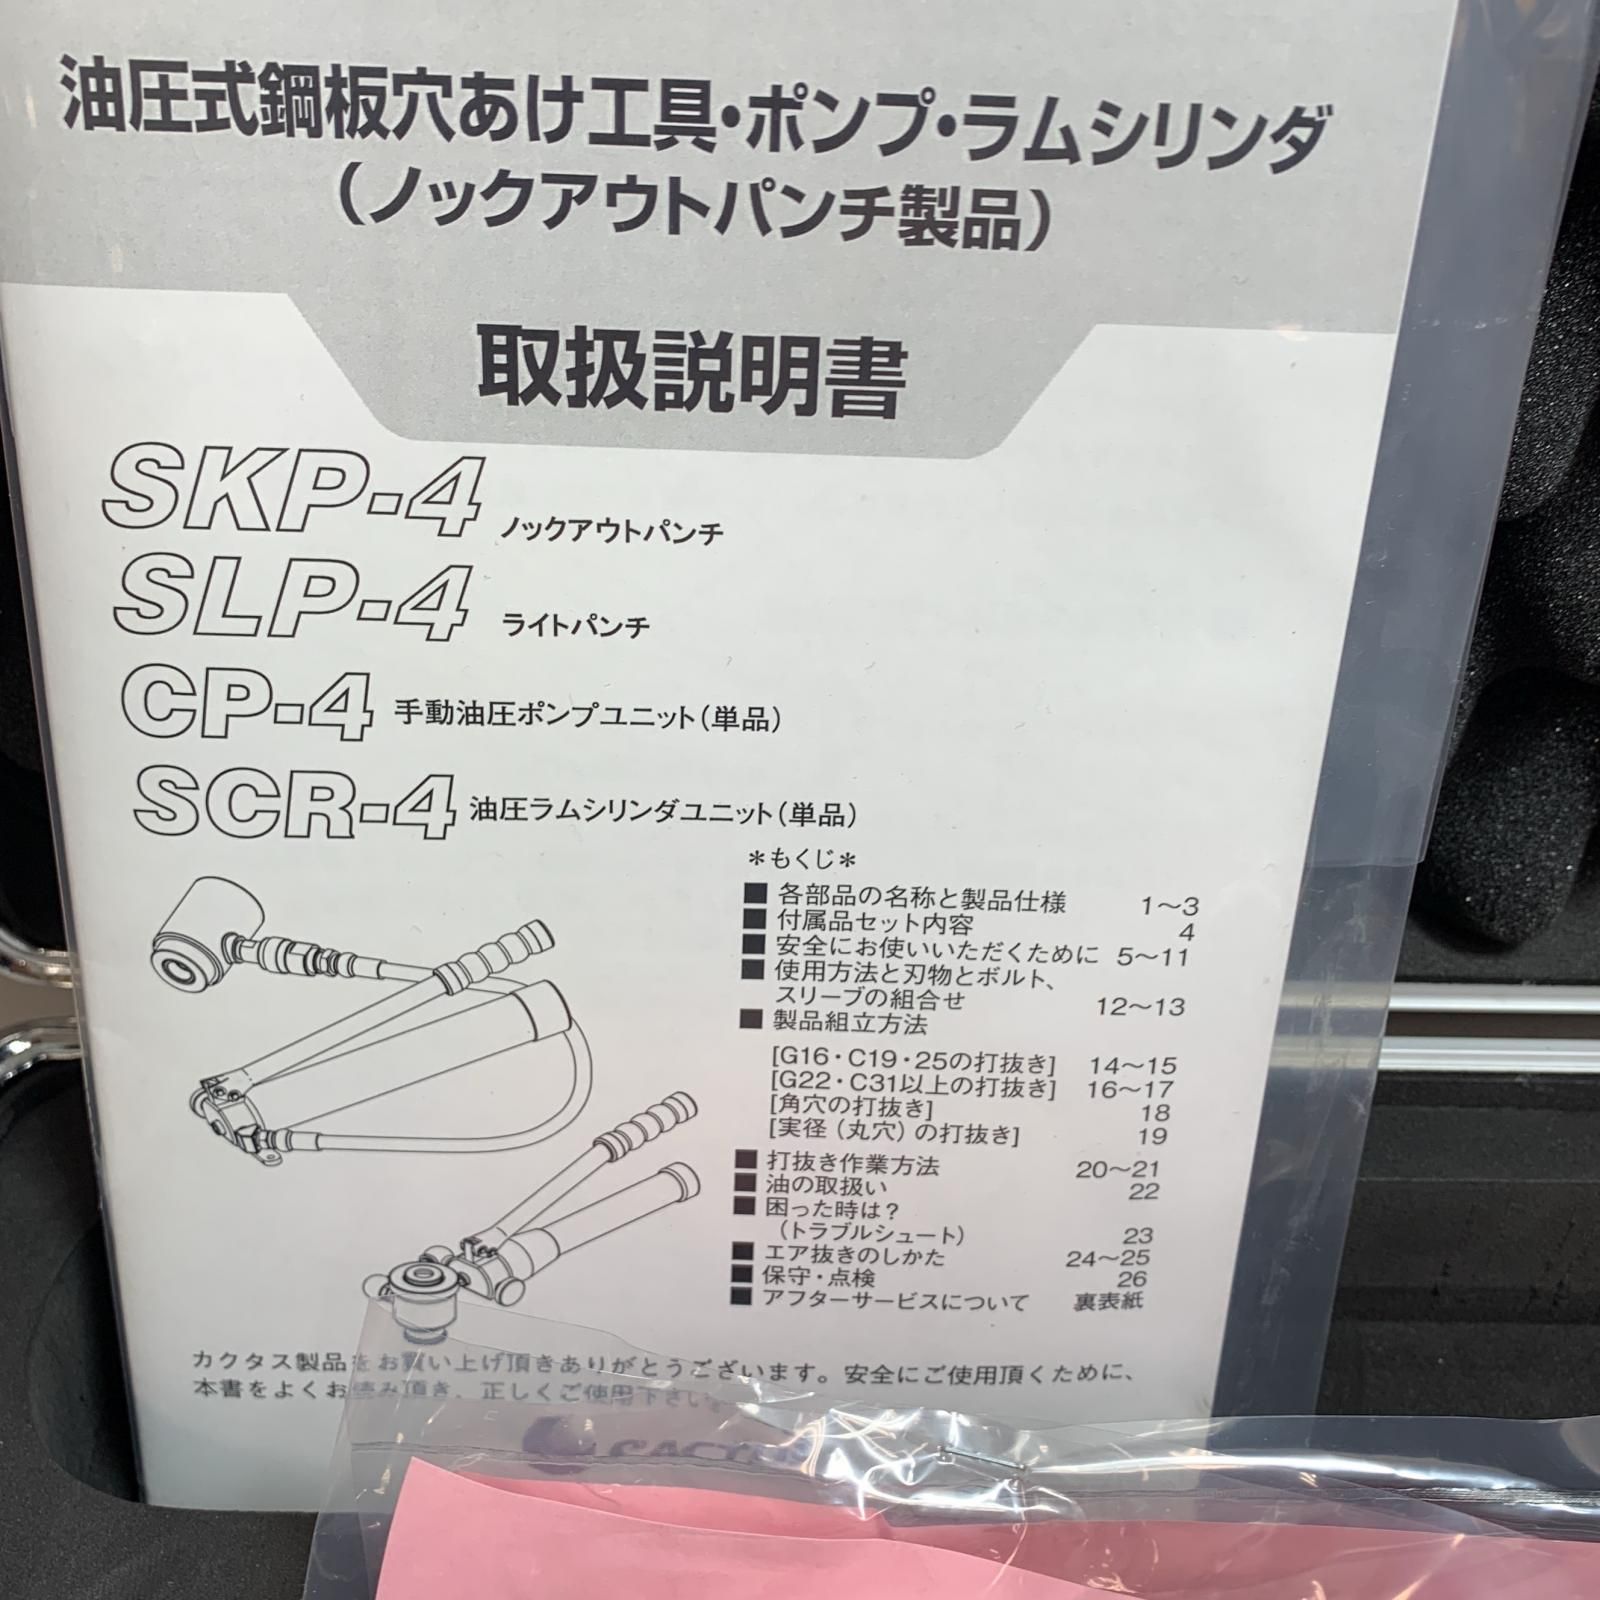 油圧式鋼板穴あけ工具・ポンプ・ラムシリンダ
（ノックアウトパンチ製品）
取扱説明書
SKP-4 ノックアウトパンチ
SLP-4 ライトパンチ
CP-4 手動油圧ポンプユニット（単品）
SCR-4 油圧ラムシリンダユニット（単品）
＊もくじ＊
■ 各部品の名称と製品仕様 1～3
■ 付属品セット内容 4
■ 安全にお使いいただくために 5～11
■ 使用方法と刃物とボルト、
スリーブの組合せ 12～13
■ 製品組立方法
[G16・C19・25の打抜き] 14～15
[G22・C31以上の打抜き] 16～17
[角穴の打抜き] 18
[実径（丸穴）の打抜き] 19
■ 打抜き作業方法 20～21
■ 油の取扱い 22
■ 困った時は？
（トラブルシュート） 23
■ エア抜きのしかた 24～25
■ 保守・点検 26
■ アフターサービスについて 裏表紙
カクタス製品をお買い上げ頂きありがとうございます。安全にご使用頂くために、
本書をよくお読み頂き、正しくご使用下さい。